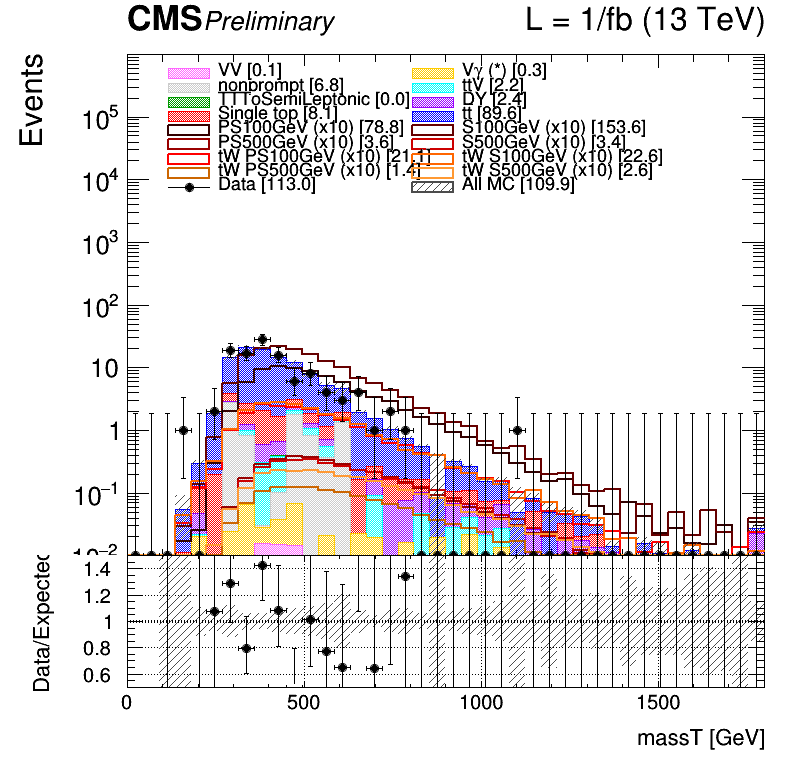 CMS Preliminary L = 1/fb (13 TeV)
Events
VV [0.1] Vγ (*) [0.3]
nonprompt [6.8] ttV [2.2]
TTToSemiLeptonic [0.0] DY [2.4]
Single top [8.1] tt [89.6]
PS100GeV (x10) [78.8] S100GeV (x10) [153.6]
PS500GeV (x10) [3.6] S500GeV (x10) [3.4]
tW PS100GeV (x10) [21.1] tW S100GeV (x10) [22.6]
tW PS500GeV (x10) [1.4] tW S500GeV (x10) [2.6]
Data [113.0] All MC [109.9]
10^5
10^4
10^3
10^2
10
1
10^-1
10^-2
Data/Expected
1.4
1.2
1
0.8
0.6
0 500 1000 1500
massT [GeV]